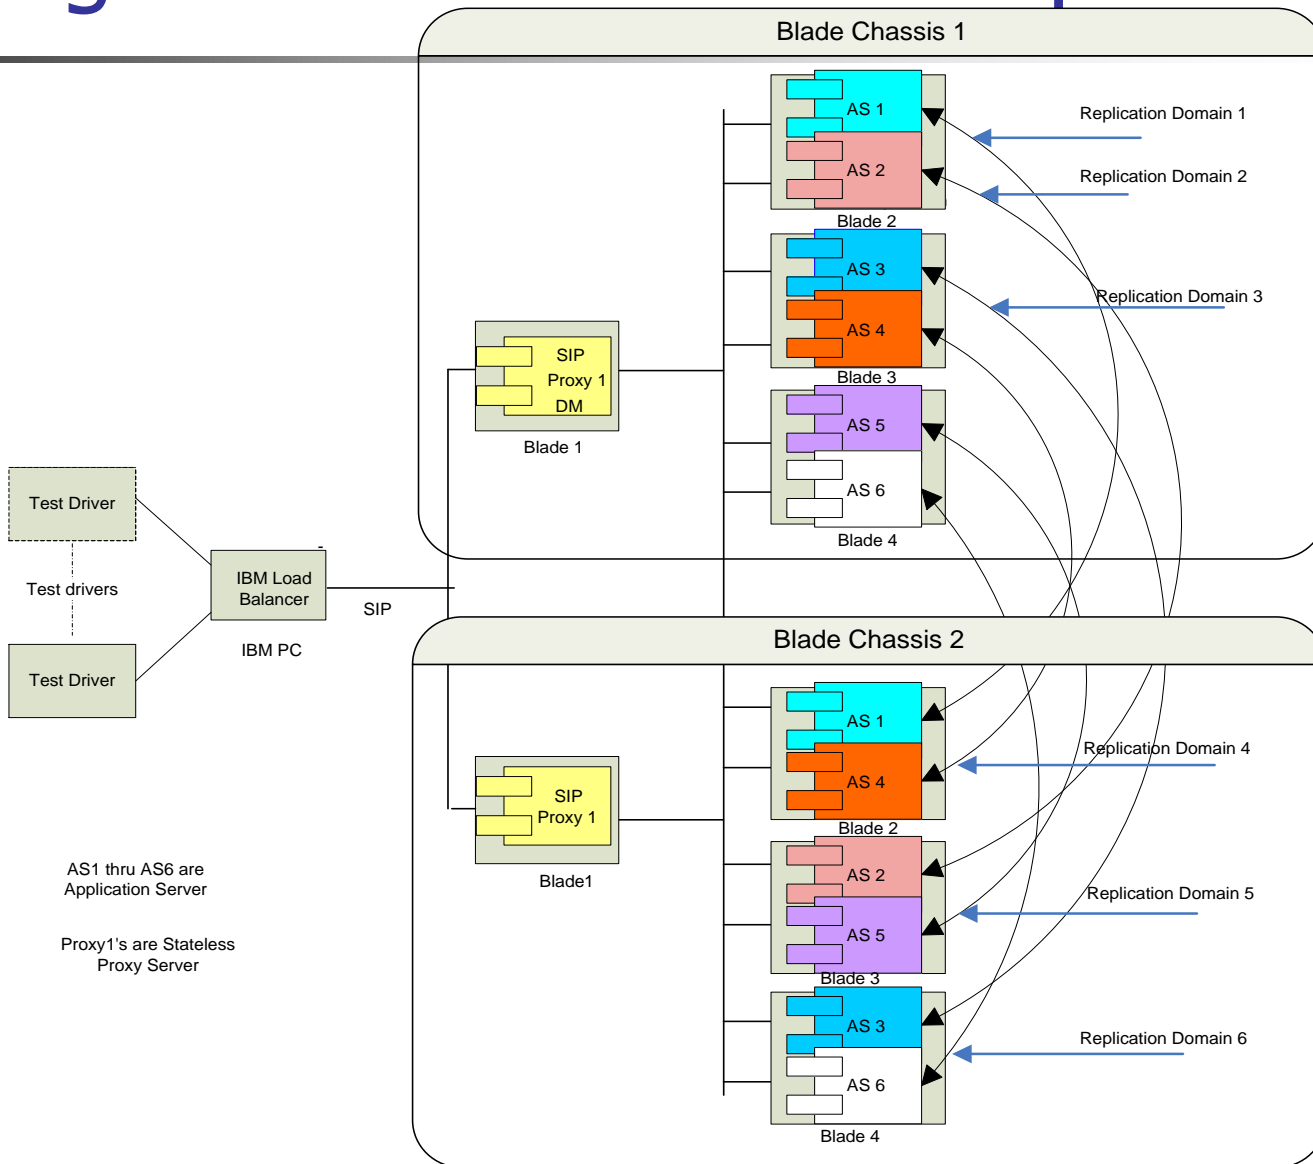 Blade Chassis 1
AS 1
AS 2
Blade 2
Replication Domain 1
Replication Domain 2
AS 3
AS 4
Blade 3
Replication Domain 3
SIP
Proxy 1
DM
Blade 1
AS 5
AS 6
Blade 4
Test Driver
Test drivers
Test Driver
IBM Load
Balancer
IBM PC
SIP
Blade Chassis 2
AS 1
AS 4
Blade 2
Replication Domain 4
SIP
Proxy 1
Blade1
AS 2
AS 5
Blade 3
Replication Domain 5
AS 3
AS 6
Blade 4
Replication Domain 6
AS1 thru AS6 are
Application Server
Proxy1's are Stateless
Proxy Server